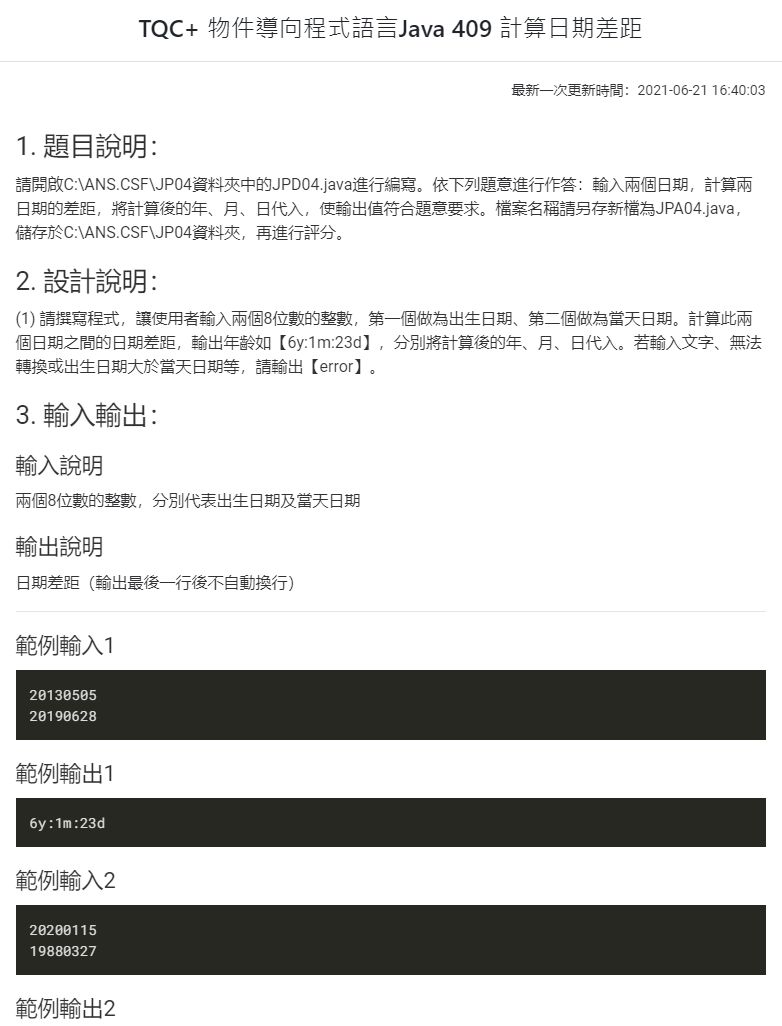 TQC+ 物件導向程式語言Java 409 計算日期差距
最新一次更新時間：2021-06-21 16:40:03
1. 題目說明：
請開啟C:\ANS.CSF\JP04資料夾中的JPD04.java進行編寫。依下列題意進行作答：輸入兩個日期，計算兩
日期的差距，將計算後的年、月、日代入，使輸出值符合題意要求。檔案名稱請另存新檔為JPA04.java，
儲存於C:\ANS.CSF\JP04資料夾，再進行評分。
2. 設計說明：
(1) 請撰寫程式，讓使用者輸入兩個8位數的整數，第一個做為出生日期、第二個做為當天日期。計算此兩
個日期之間的日期差距，輸出年齡如【6y:1m:23d】，分別將計算後的年、月、日代入。若輸入文字、無法
轉換或出生日期大於當天日期等，請輸出【error】。
3. 輸入輸出：
輸入說明
兩個8位數的整數，分別代表出生日期及當天日期
輸出說明
日期差距（輸出最後一行後不自動換行）
範例輸入1
20130505
20190628
範例輸出1
6y:1m:23d
範例輸入2
20200115
19880327
範例輸出2